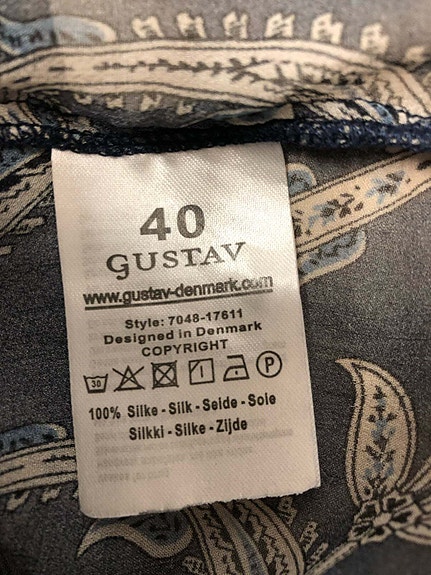 40
GUSTAV
www.gustav-denmark.com
Style: 7048-17611
Designed in Denmark
COPYRIGHT
30 P
100% Silke - Silk - Seide - Soie
Silkki - Silke - Zijde